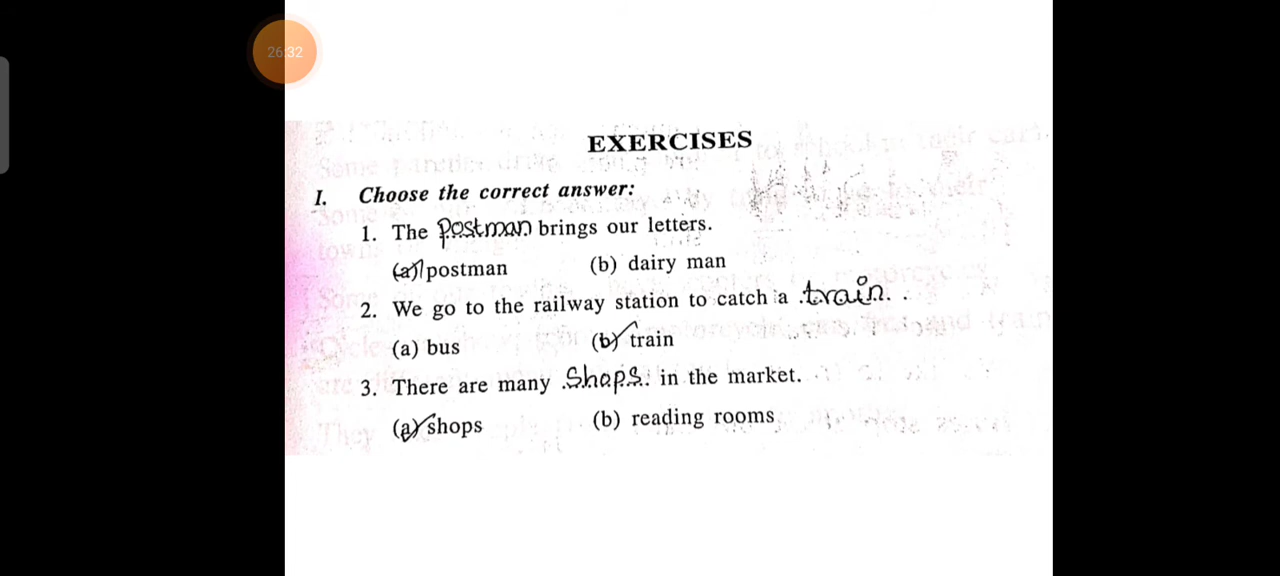 26:32
EXERCISES
I. Choose the correct answer:
1. The Postman brings our letters.
(a) postman (b) dairy man
2. We go to the railway station to catch a .train. .
(a) bus (b) train
3. There are many .Shops. in the market.
(a) shops (b) reading rooms